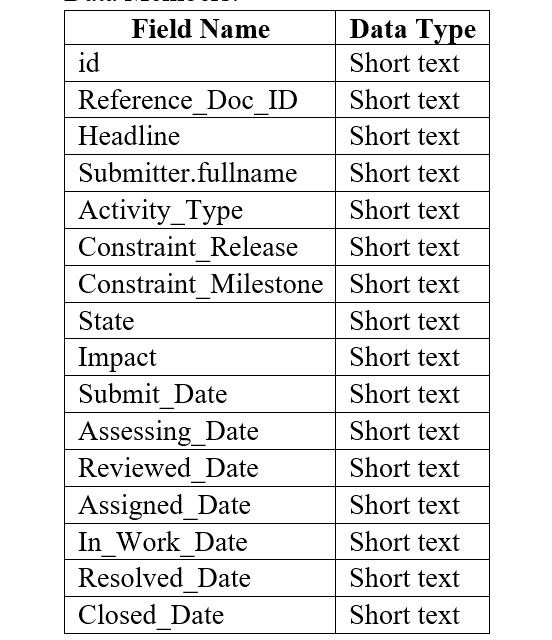 Field Name Data Type
id Short text
Reference_Doc_ID Short text
Headline Short text
Submitter.fullname Short text
Activity_Type Short text
Constraint_Release Short text
Constraint_Milestone Short text
State Short text
Impact Short text
Submit_Date Short text
Assessing_Date Short text
Reviewed_Date Short text
Assigned_Date Short text
In_Work_Date Short text
Resolved_Date Short text
Closed_Date Short text